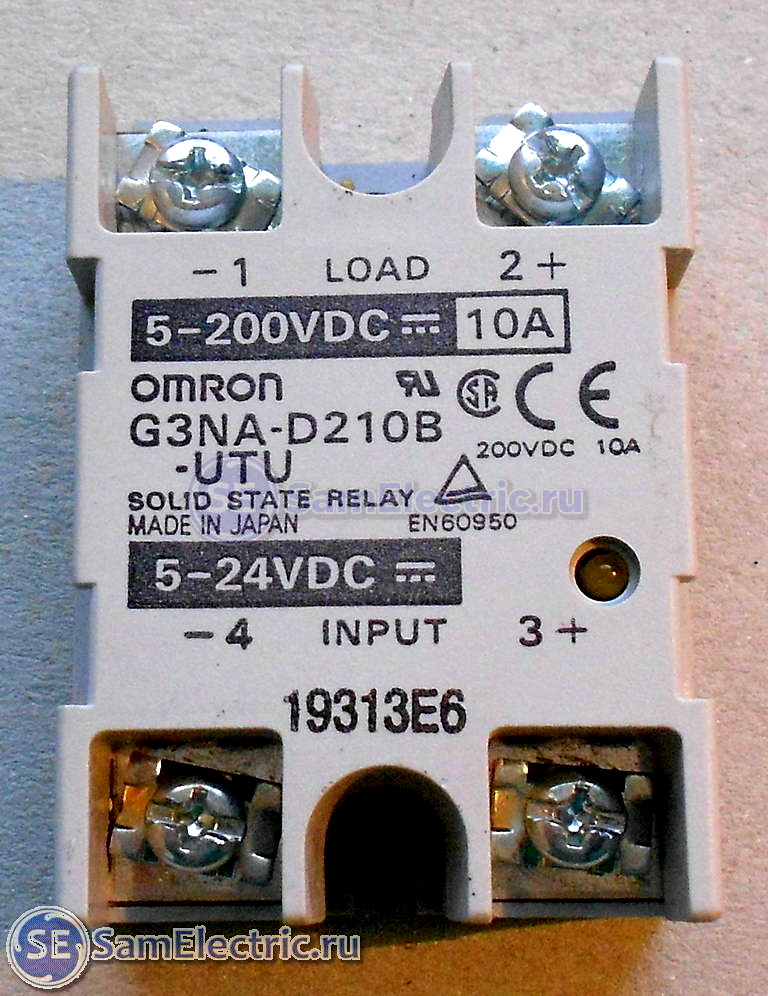 -1 LOAD 2+
5-200VDC 10A
OMRON
G3NA-D210B
-UTU
200VDC 10A
SOLID STATE RELAY
MADE IN JAPAN EN60950
5-24VDC
-4 INPUT 3+
19313E6
SamElectric.ru
SE SamElectric.ru